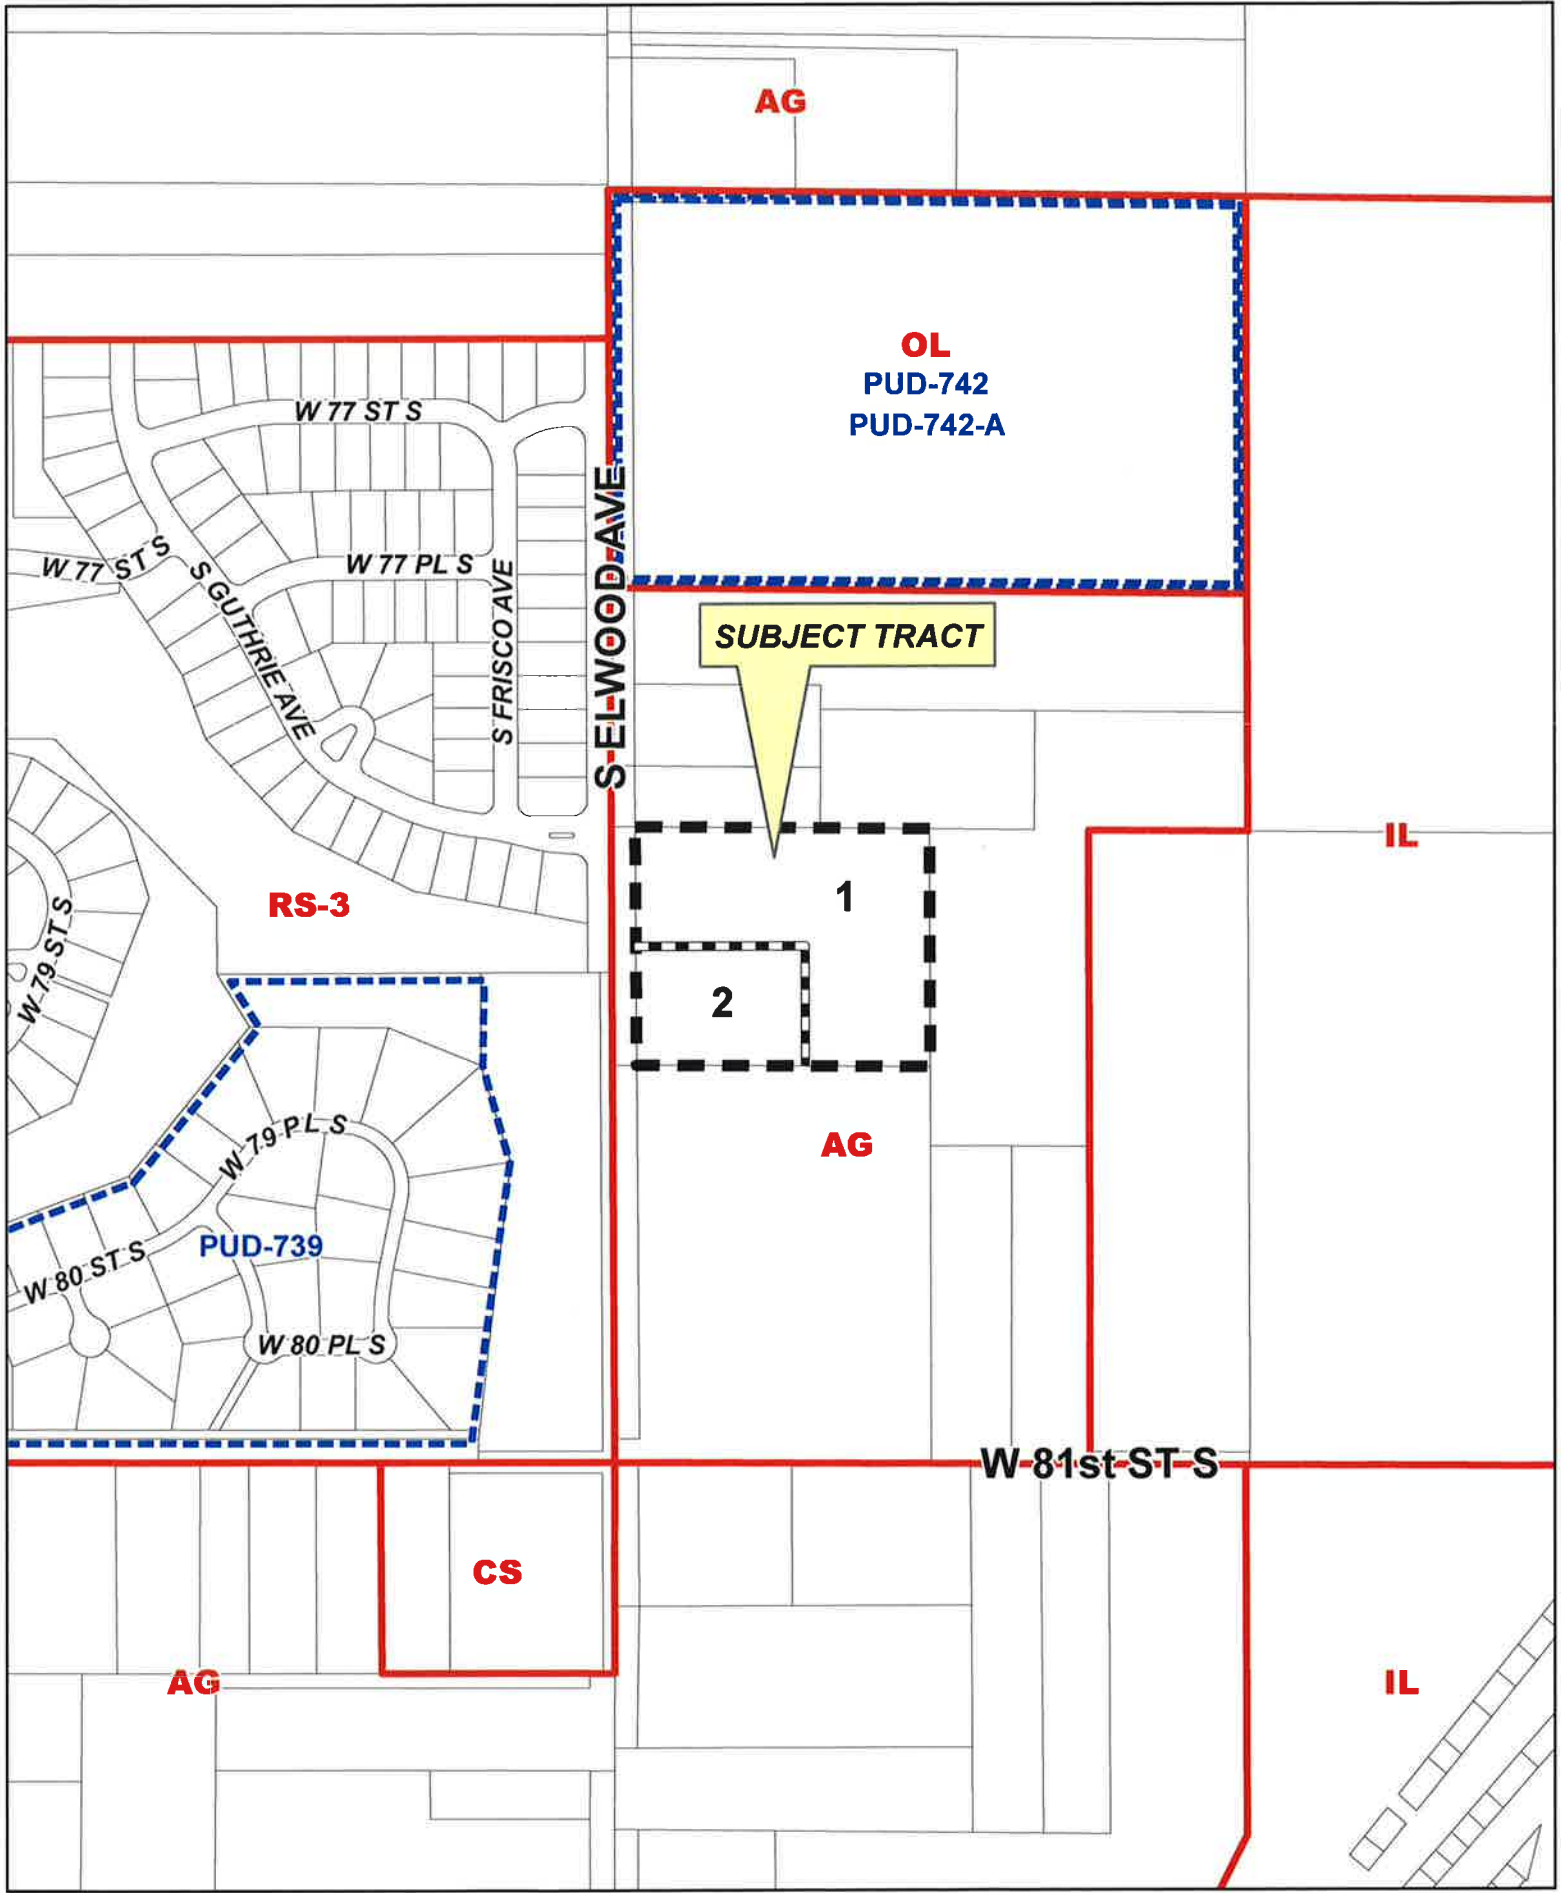 AG
OL
PUD-742
PUD-742-A
W 77 ST S
W 77 ST S
W 77 PL S
S GUTHRIE AVE
S FRISCO AVE
S ELWOOD AVE
SUBJECT TRACT
IL
1
RS-3
W 79 ST S
2
W 79 PL S
AG
PUD-739
W 80 ST S
W 80 PL S
W 81st ST S
CS
AG
IL